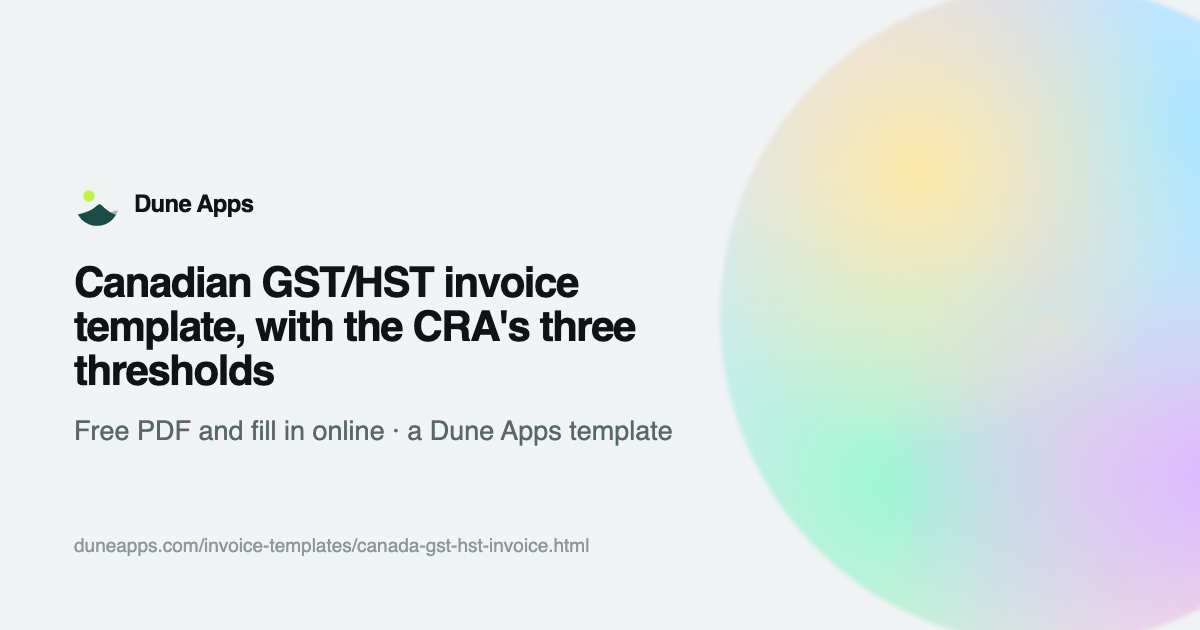 Dune Apps
Canadian GST/HST invoice
template, with the CRA's three
thresholds
Free PDF and fill in online · a Dune Apps template
duneapps.com/invoice-templates/canada-gst-hst-invoice.html